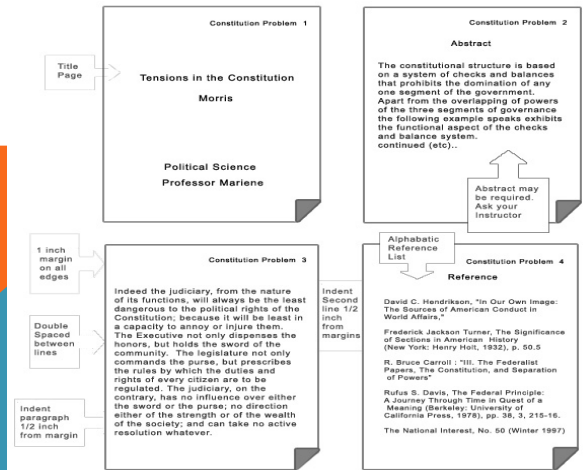 Constitution Problem 1
Title
Page
Tensions in the Constitution
Morris
Political Science
Professor Mariene
Constitution Problem 2
Abstract
The constitutional structure is based
on a system of checks and balances
that prohibits the domination of any
one segment of the government.
Apart from the overlapping of powers
of the three segments of governance
the following example speaks exhibits
the functional aspect of the checks
and balance system.
continued (etc)..
Abstract may
be required.
Ask your
Instructor
1 inch
margin
on all
edges
Double
Spaced
between
lines
Indent
paragraph
1/2 inch
from margin
Constitution Problem 3
Indeed the judiciary, from the nature
of its functions, will always be the least
dangerous to the political rights of the
Constitution; because it will be least in
a capacity to annoy or injure them.
The Executive not only dispenses the
honors, but holds the sword of the
community. The legislature not only
commands the purse, but prescribes
the rules by which the duties and
rights of every citizen are to be
regulated. The judiciary, on the
contrary, has no influence over either
the sword or the purse; no direction
either of the strength or of the wealth
of the society; and can take no active
resolution whatever.
Indent
Second
line 1/2
inch
from
margins
Alphabatic
Reference
List
Constitution Problem 4
Reference
David C. Hendrikson, "In Our Own Image:
The Sources of American Conduct in
World Affairs,"
Frederick Jackson Turner, The Significance
of Sections in American History
(New York: Henry Holt, 1932), p. 50.5
R. Bruce Carroll : "III. The Federalist
Papers, The Constitution, and Separation
of Powers"
Rufus S. Davis, The Federal Principle:
A Journey Through Time in Quest of a
Meaning (Berkeley: University of
California Press, 1978), pp. 38, 3, 215-16.
The National Interest, No. 50 (Winter 1997)